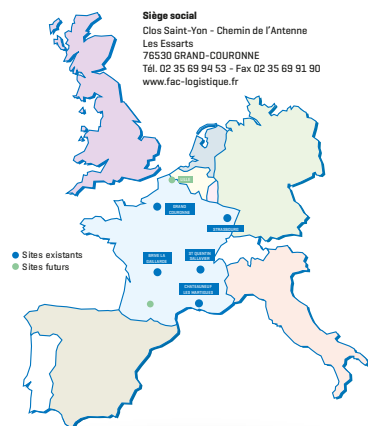 Siège social
Clos Saint-Yon - Chemin de l'Antenne
Les Essarts
76530 GRAND-COURONNE
Tél. 02 35 69 94 53 - Fax 02 35 69 91 90
www.fac-logistique.fr
LILLE
GRAND
COURONNE
STRASBOURG
Sites existants
Sites futurs
BRIVE LA
GAILLARDE
ST QUENTIN
FALLAVIER
CHATEAUNEUF
LES MARTIGUES